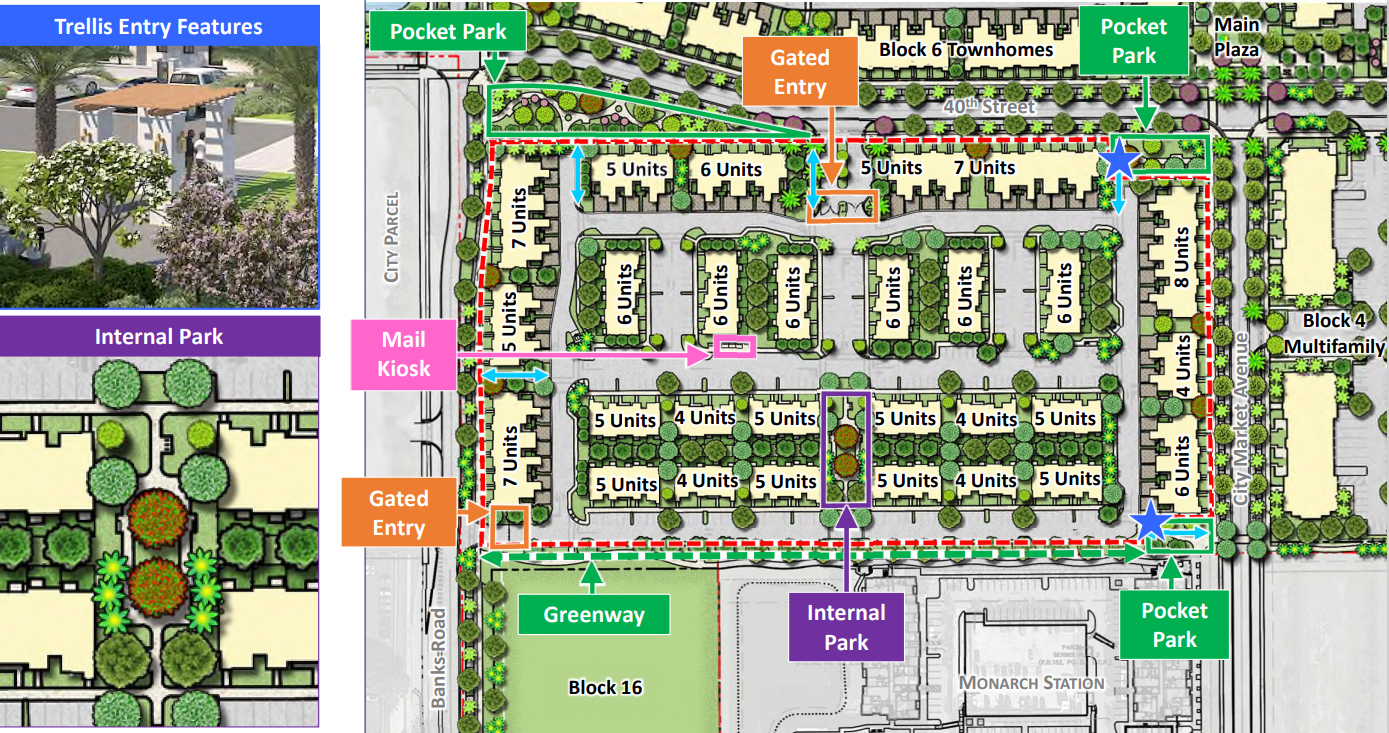 Trellis Entry Features
Internal Park
Pocket Park
Gated
Entry
Block 6 Townhomes
Pocket
Park
Main
Plaza
40th Street
CITY PARCEL
5 Units
6 Units
5 Units
7 Units
7 Units
8 Units
6 Units
6 Units
6 Units
6 Units
6 Units
6 Units
5 Units
Mail
Kiosk
4 Units
Block 4
Multifamily
City Market Avenue
5 Units
4 Units
5 Units
5 Units
4 Units
5 Units
7 Units
5 Units
4 Units
5 Units
5 Units
4 Units
5 Units
6 Units
Gated
Entry
Greenway
Internal
Park
Pocket
Park
Banks Road
Block 16
MONARCH STATION